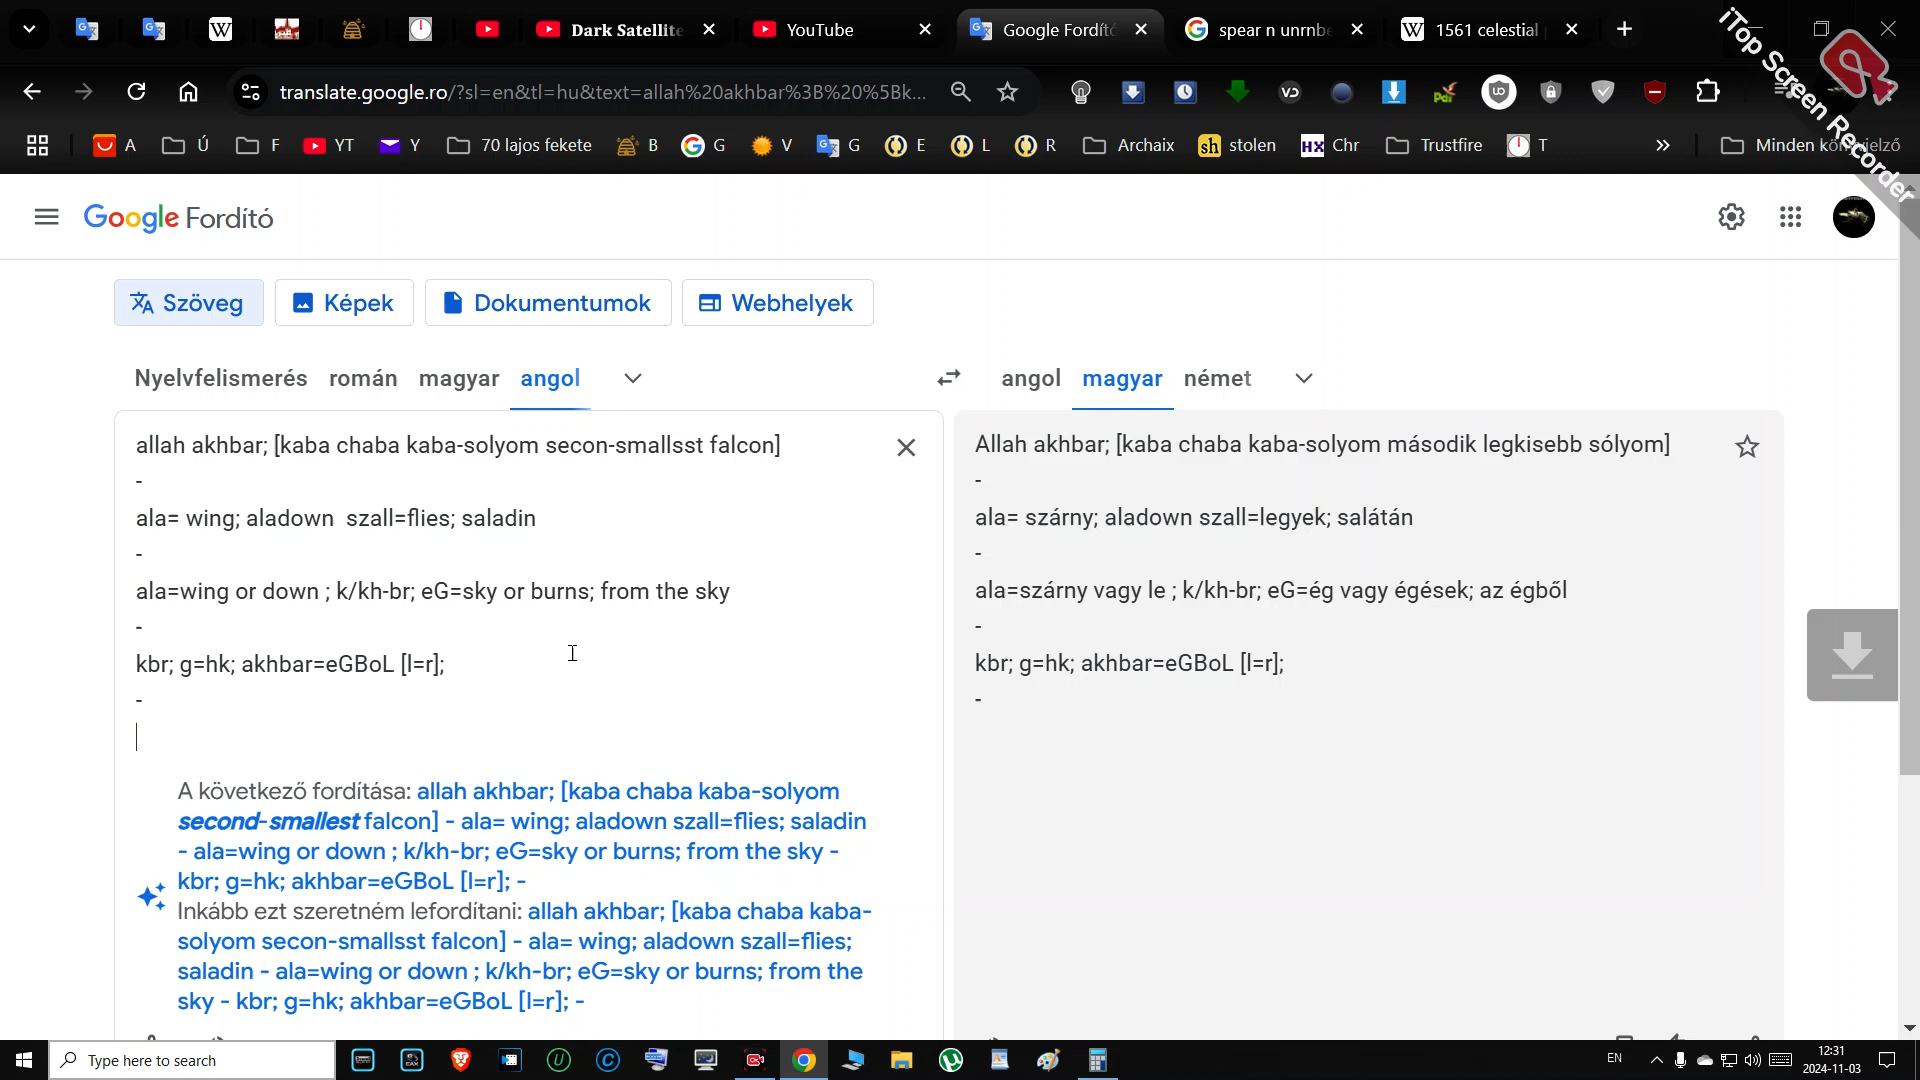 Dark Satellite
YouTube
Google Fordító
spear n unrnbe
1561 celestial p
translate.google.ro/?sl=en&tl=hu&text=allah%20akhbar%3B%20%5Bk...
iTop Screen Recorder
A
Ú
F
YT
Y
70 lajos fekete
B
G
V
G
E
L
R
Archaix
stolen
Chr
Trustfire
T
Minden könyvjelző
Google Fordító
Szöveg
Képek
Dokumentumok
Webhelyek
Nyelvfelismerés román magyar angol
angol magyar német
allah akhbar; [kaba chaba kaba-solyom secon-smallsst falcon]
-
ala= wing; aladown  szall=flies; saladin
-
ala=wing or down ; k/kh-br; eG=sky or burns; from the sky
-
kbr; g=hk; akhbar=eGBoL [l=r];
-
A következő fordítása: allah akhbar; [kaba chaba kaba-solyom
second-smallest falcon] - ala= wing; aladown szall=flies; saladin
- ala=wing or down ; k/kh-br; eG=sky or burns; from the sky -
kbr; g=hk; akhbar=eGBoL [l=r]; -
Inkább ezt szeretném lefordítani: allah akhbar; [kaba chaba kaba-
solyom secon-smallsst falcon] - ala= wing; aladown szall=flies;
saladin - ala=wing or down ; k/kh-br; eG=sky or burns; from the
sky - kbr; g=hk; akhbar=eGBoL [l=r]; -
Allah akhbar; [kaba chaba kaba-solyom második legkisebb sólyom]
-
ala= szárny; aladown szall=legyek; salátán
-
ala=szárny vagy le ; k/kh-br; eG=ég vagy égések; az égből
-
kbr; g=hk; akhbar=eGBoL [l=r];
-
Type here to search
EN
12:31
2024-11-03